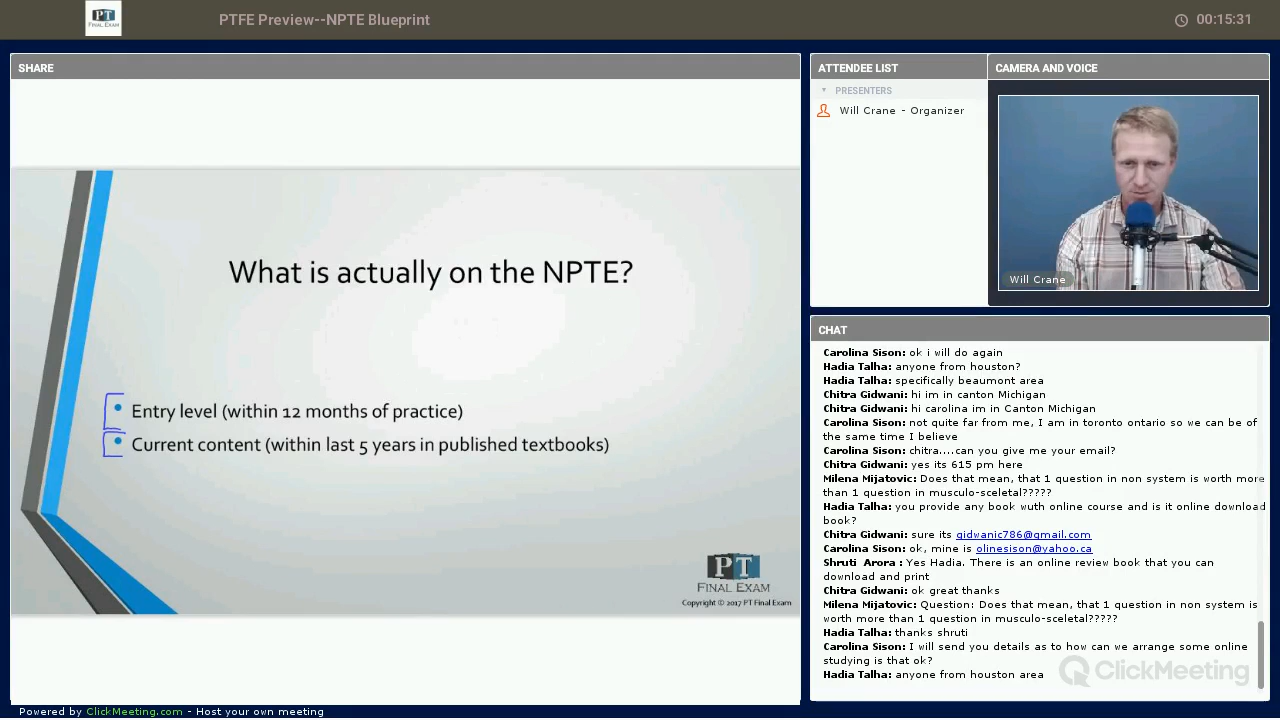 PT
FINAL EXAM
PTFE Preview--NPTE Blueprint
00:15:31
SHARE
What is actually on the NPTE?
Entry level (within 12 months of practice)
Current content (within last 5 years in published textbooks)
PT
FINAL EXAM
Copyright © 2017 PT Final Exam
ATTENDEE LIST
PRESENTERS
Will Crane - Organizer
CAMERA AND VOICE
Will Crane
CHAT
Carolina Sison: ok i will do again
Hadia Talha: anyone from houston?
Hadia Talha: specifically beaumont area
Chitra Gidwani: hi im in canton Michigan
Chitra Gidwani: hi carolina im in Canton Michigan
Carolina Sison: not quite far from me, I am in toronto ontario so we can be of
the same time I believe
Carolina Sison: chitra....can you give me your email?
Chitra Gidwani: yes its 615 pm here
Milena Mijatovic: Does that mean, that 1 question in non system is worth more
than 1 question in musculo-sceletal?????
Hadia Talha: you provide any book wuth online course and is it online download
book?
Chitra Gidwani: sure its gidwanic786@gmail.com
Carolina Sison: ok, mine is olinesison@yahoo.ca
Shruti Arora : Yes Hadia. There is an online review book that you can
download and print
Chitra Gidwani: ok great thanks
Milena Mijatovic: Question: Does that mean, that 1 question in non system is
worth more than 1 question in musculo-sceletal?????
Hadia Talha: thanks shruti
Carolina Sison: I will send you details as to how can we arrange some online
studying is that ok?
Hadia Talha: anyone from houston area
ClickMeeting
Powered by ClickMeeting.com - Host your own meeting